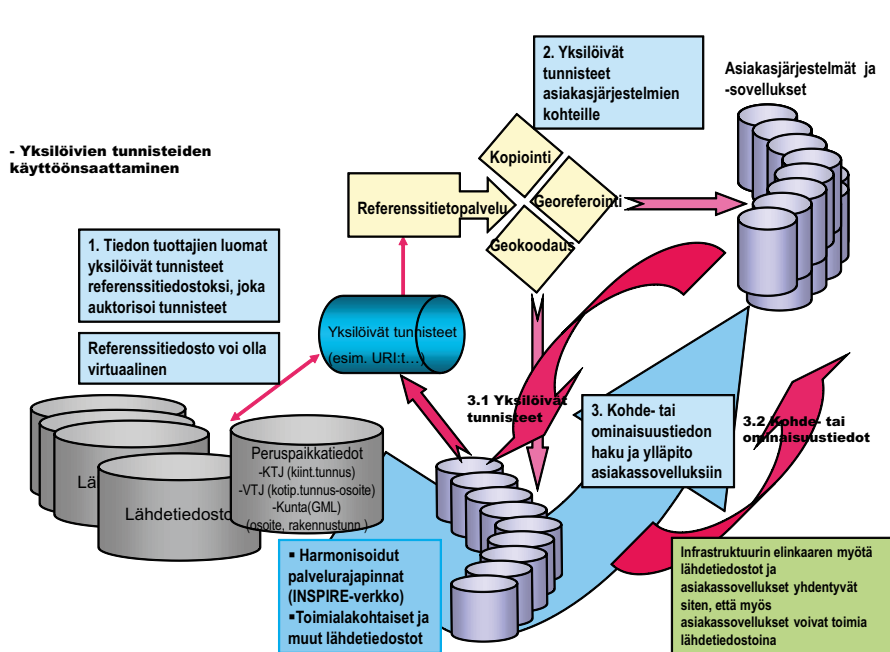 - Yksilöivien tunnisteiden
käyttöönsaattaminen
2. Yksilöivät
tunnisteet
asiakasjärjestelmien
kohteille
Asiakasjärjestelmät ja
-sovellukset
Kopiointi
Referenssitietopalvelu
Georeferointi
Geokoodaus
1. Tiedon tuottajien luomat
yksilöivät tunnisteet
referenssitiedostoksi, joka
auktorisoi tunnisteet
Referenssitiedosto voi olla
virtuaalinen
Yksilöivät tunnisteet
(esim. URI:t...)
3.1 Yksilöivät
tunnisteet
3. Kohde- tai
ominaisuustiedon
haku ja ylläpito
asiakassovelluksiin
3.2 Kohde- tai
ominaisuustiedot
Lä
Lähdetiedosto
Peruspaikkatiedot
-KTJ (kiint.tunnus)
-VTJ (kotip.tunnus-osoite)
-Kunta(GML)
(osoite, rakennustunn.)
▪ Harmonisoidut
palvelurajapinnat
(INSPIRE-verkko)
▪Toimialakohtaiset ja
muut lähdetiedostot
Infrastruktuurin elinkaaren myötä
lähdetiedostot ja
asiakassovellukset yhdentyvät
siten, että myös
asiakassovellukset voivat toimia
lähdetiedostoina